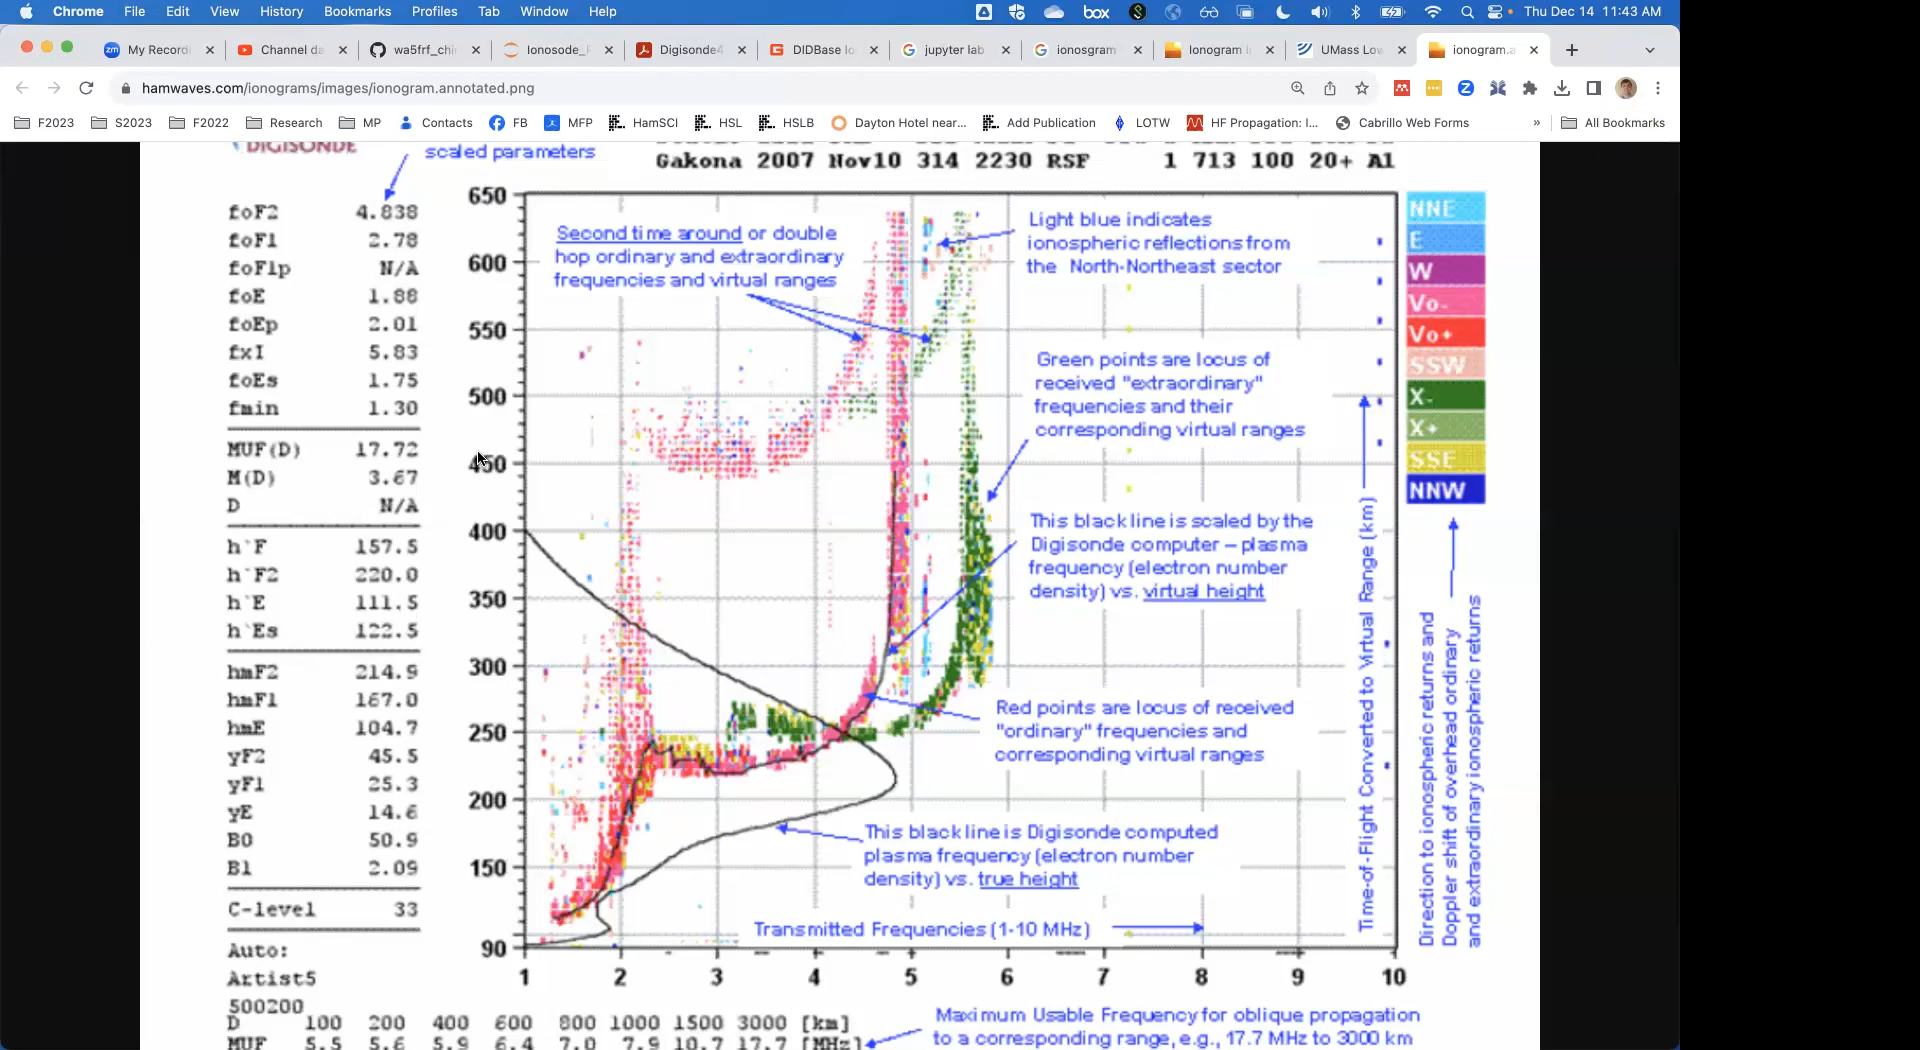 Chrome File Edit View History Bookmarks Profiles Tab Window Help
box
Thu Dec 14 11:43 AM
My Record
Channel da
wa5frf_chi
Ionosode_
Digisonde4
DIDBase Io
jupyter lab
ionosgram
Ionogram
UMass Low
ionogram.a
hamwaves.com/ionograms/images/ionogram.annotated.png
F2023 S2023 F2022 Research MP Contacts FB MFP HamSCI HSL HSLB Dayton Hotel near... Add Publication LOTW HF Propagation: I... Cabrillo Web Forms » All Bookmarks
DIGISONDE
scaled parameters
Gakona 2007 Nov10 314 2230 RSF 1 713 100 20+ A1
foF2 4.838
foF1 2.78
foF1p N/A
foE 1.88
foEp 2.01
fxI 5.83
foEs 1.75
fmin 1.30
MUF(D) 17.72
M(D) 3.67
D N/A
h`F 157.5
h`F2 220.0
h`E 111.5
h`Es 122.5
hmF2 214.9
hmF1 167.0
hmE 104.7
yF2 45.5
yF1 25.3
yE 14.6
B0 50.9
B1 2.09
C-level 33
Auto:
Artist5
500200
650
600
550
500
450
400
350
300
250
200
150
90
1 2 3 4 5 6 7 8 9 10
Second time around or double
hop ordinary and extraordinary
frequencies and virtual ranges
Light blue indicates
ionospheric reflections from
the North-Northeast sector
Green points are locus of
received "extraordinary"
frequencies and their
corresponding virtual ranges
This black line is scaled by the
Digisonde computer – plasma
frequency (electron number
density) vs. virtual height
Red points are locus of received
"ordinary" frequencies and
corresponding virtual ranges
This black line is Digisonde computed
plasma frequency (electron number
density) vs. true height
Transmitted Frequencies (1-10 MHz)
Time-of-Flight Converted to Virtual Range (km)
NNE
E
W
Vo-
Vo+
SSW
X-
X+
SSE
NNW
Direction to ionospheric returns and
Doppler shift of overhead ordinary
and extraordinary ionospheric returns
D 100 200 400 600 800 1000 1500 3000 [km]
MUF 5.5 5.6 5.9 6.4 7.0 7.9 10.7 17.7 [MHz]
Maximum Usable Frequency for oblique propagation
to a corresponding range, e.g., 17.7 MHz to 3000 km